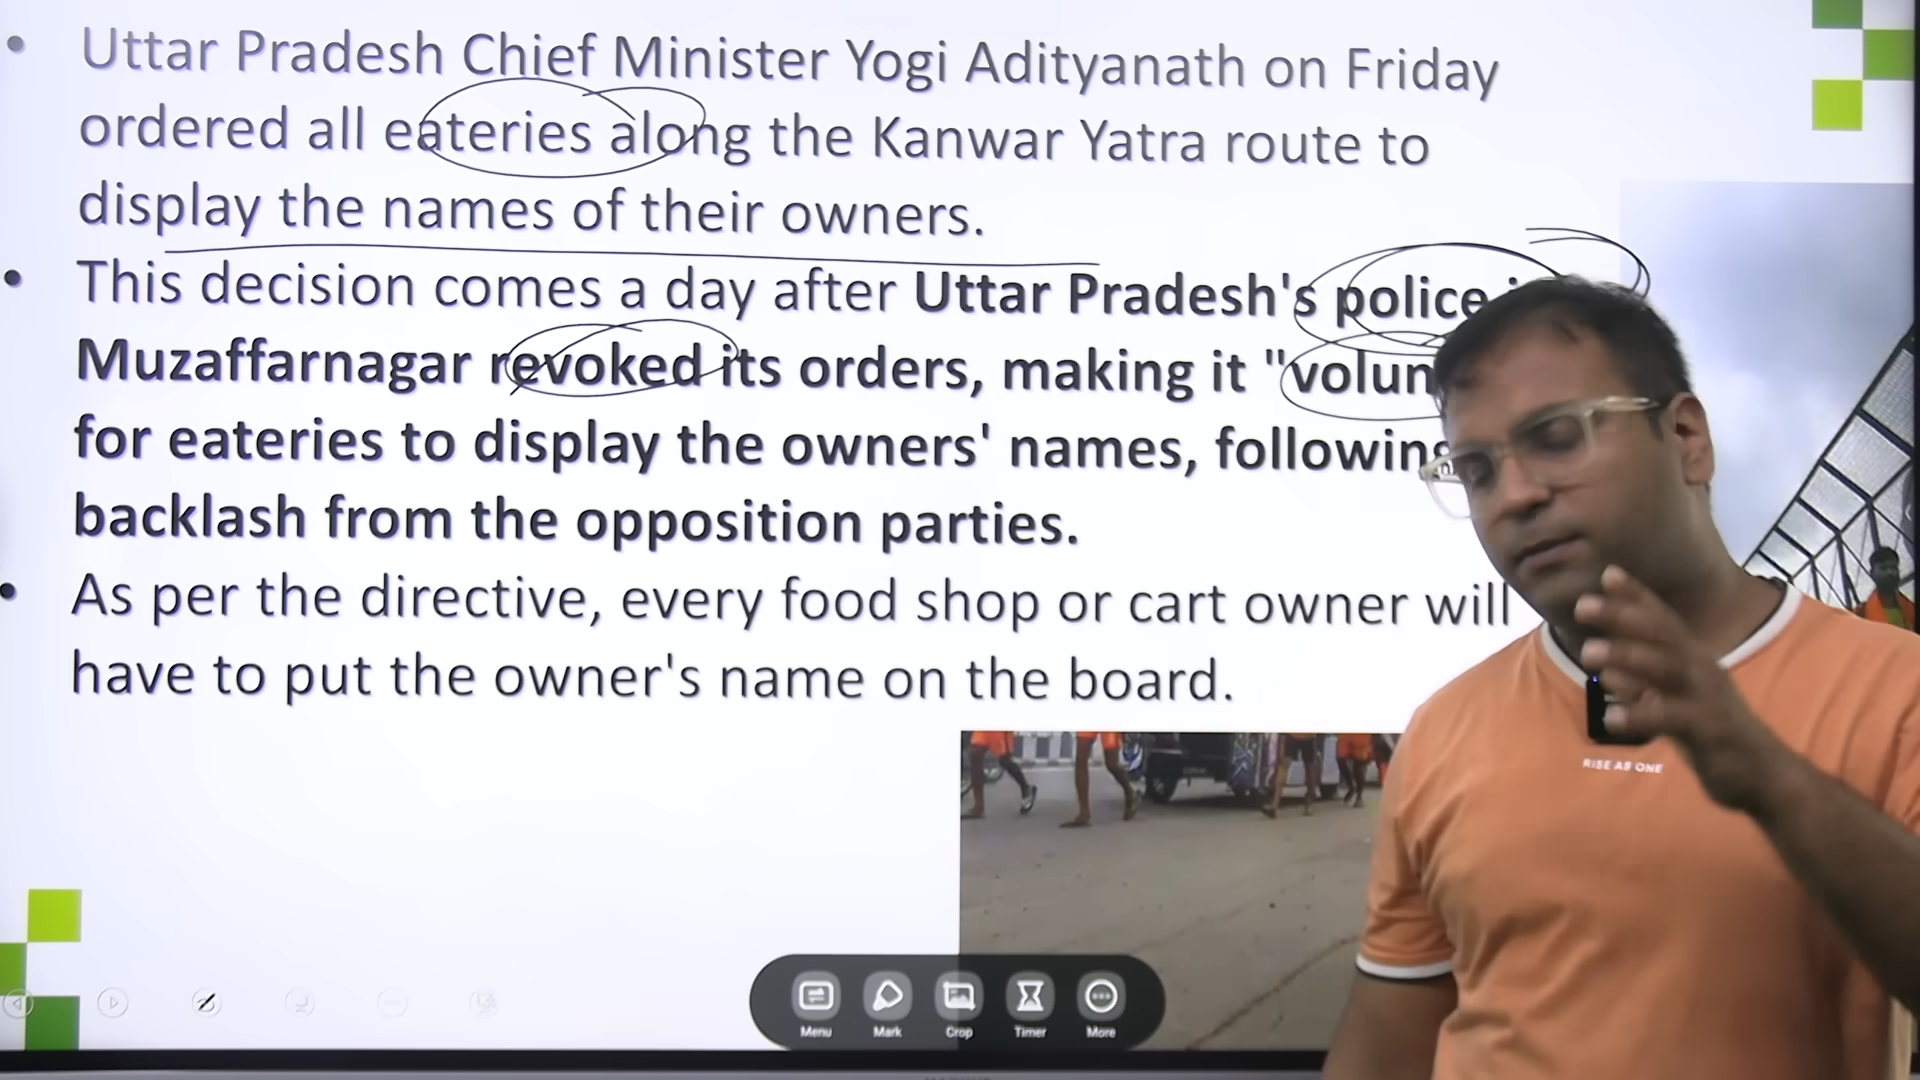 Uttar Pradesh Chief Minister Yogi Adityanath on Friday
ordered all eateries along the Kanwar Yatra route to
display the names of their owners.
This decision comes a day after Uttar Pradesh's police
Muzaffarnagar revoked its orders, making it "
for eateries to display the owners' names,
backlash from the opposition parties.
As per the directive, every food shop or cart owner will
have to put the owner's name on the board.
RISE AS ONE
Menu Mark Crop Timer More